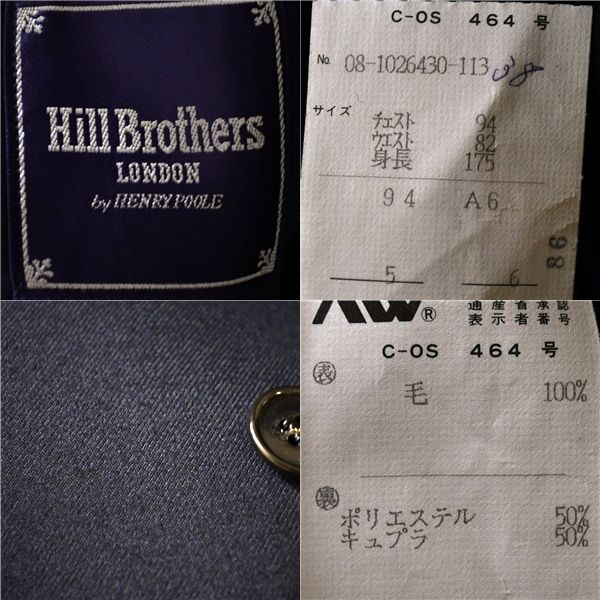 Hill Brothers
LONDON
by HENRY POOLE
C-OS 464 号
No. 08-1026430-113
38
サイズ
チェスト 94
ウエスト 82
身長 175
94 A6
86
5 6
AW®
通産省承認
表示者番号
C-OS 464 号
表
毛 100%
裏
ポリエステル 50%
キュプラ 50%